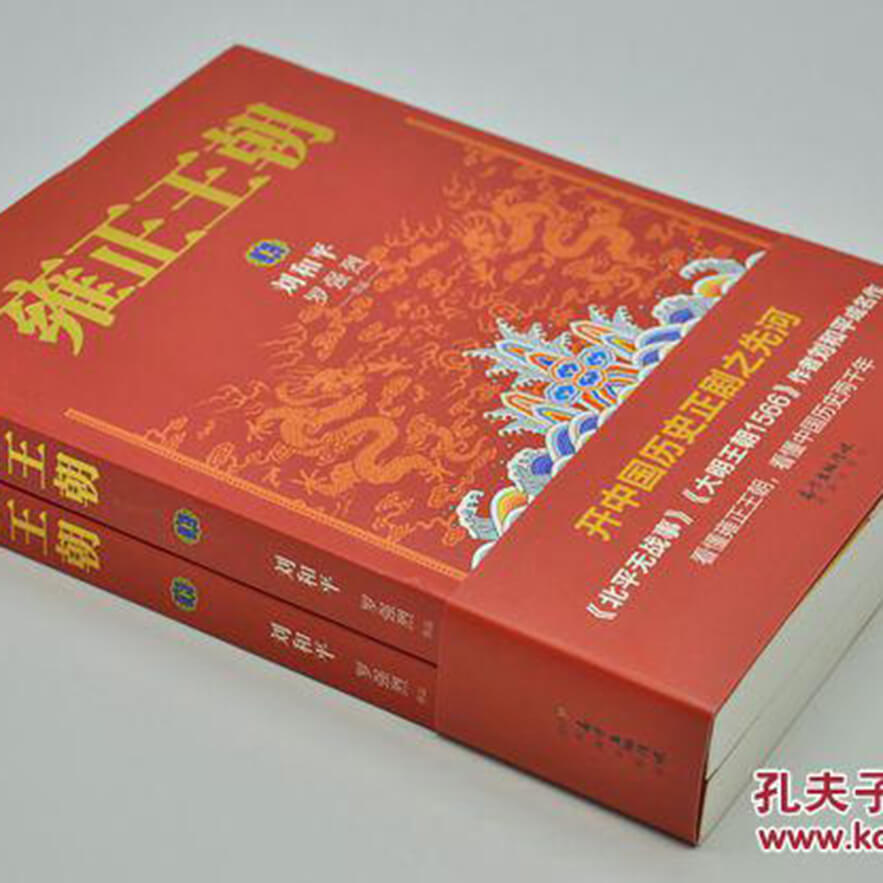 雍正王朝
刘和平
罗强烈
开中国历史正剧之先河
《北平无战事》《大明王朝1566》作者刘和平成名作
看懂雍正王朝，看懂中国历史两千年
王朝
刘和平
罗强烈
王朝
刘和平
罗强烈
孔夫子
www.ko